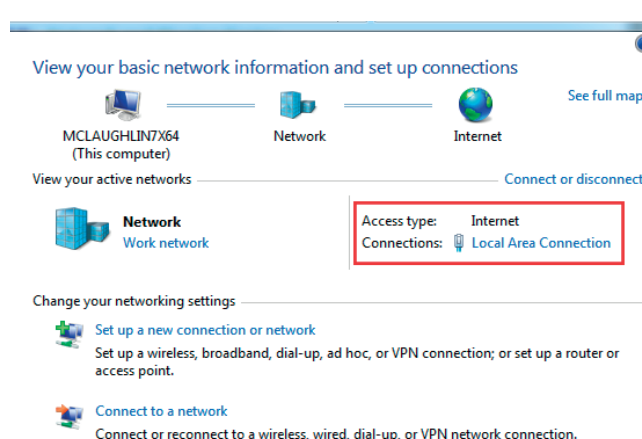 View your basic network information and set up connections
See full map
MCLAUGHLIN7X64
(This computer)
Network
Internet
View your active networks
Connect or disconnect
Network
Work network
Access type: Internet
Connections: Local Area Connection
Change your networking settings
Set up a new connection or network
Set up a wireless, broadband, dial-up, ad hoc, or VPN connection; or set up a router or
access point.
Connect to a network
Connect or reconnect to a wireless, wired, dial-up, or VPN network connection.